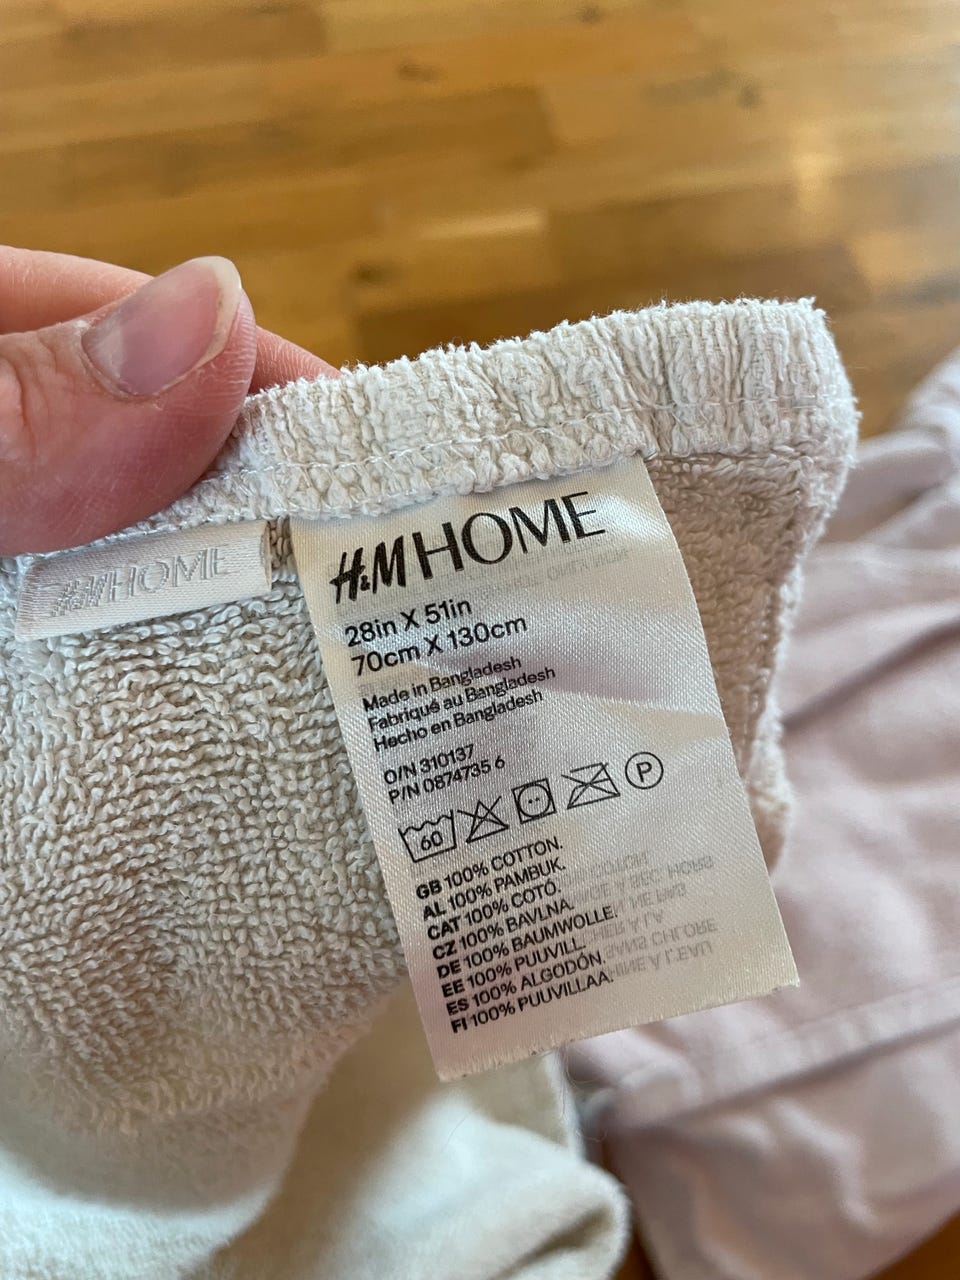 H&M HOME
H&M HOME
28in X 51in
70cm X 130cm
Made in Bangladesh
Fabriqué au Bangladesh
Hecho en Bangladesh
O/N 310137
P/N 0874735 6
60 P
GB 100% COTTON.
AL 100% PAMBUK.
CAT 100% COTÓ.
CZ 100% BAVLNA.
DE 100% BAUMWOLLE.
EE 100% PUUVILL.
ES 100% ALGODÓN.
FI 100% PUUVILLAA.